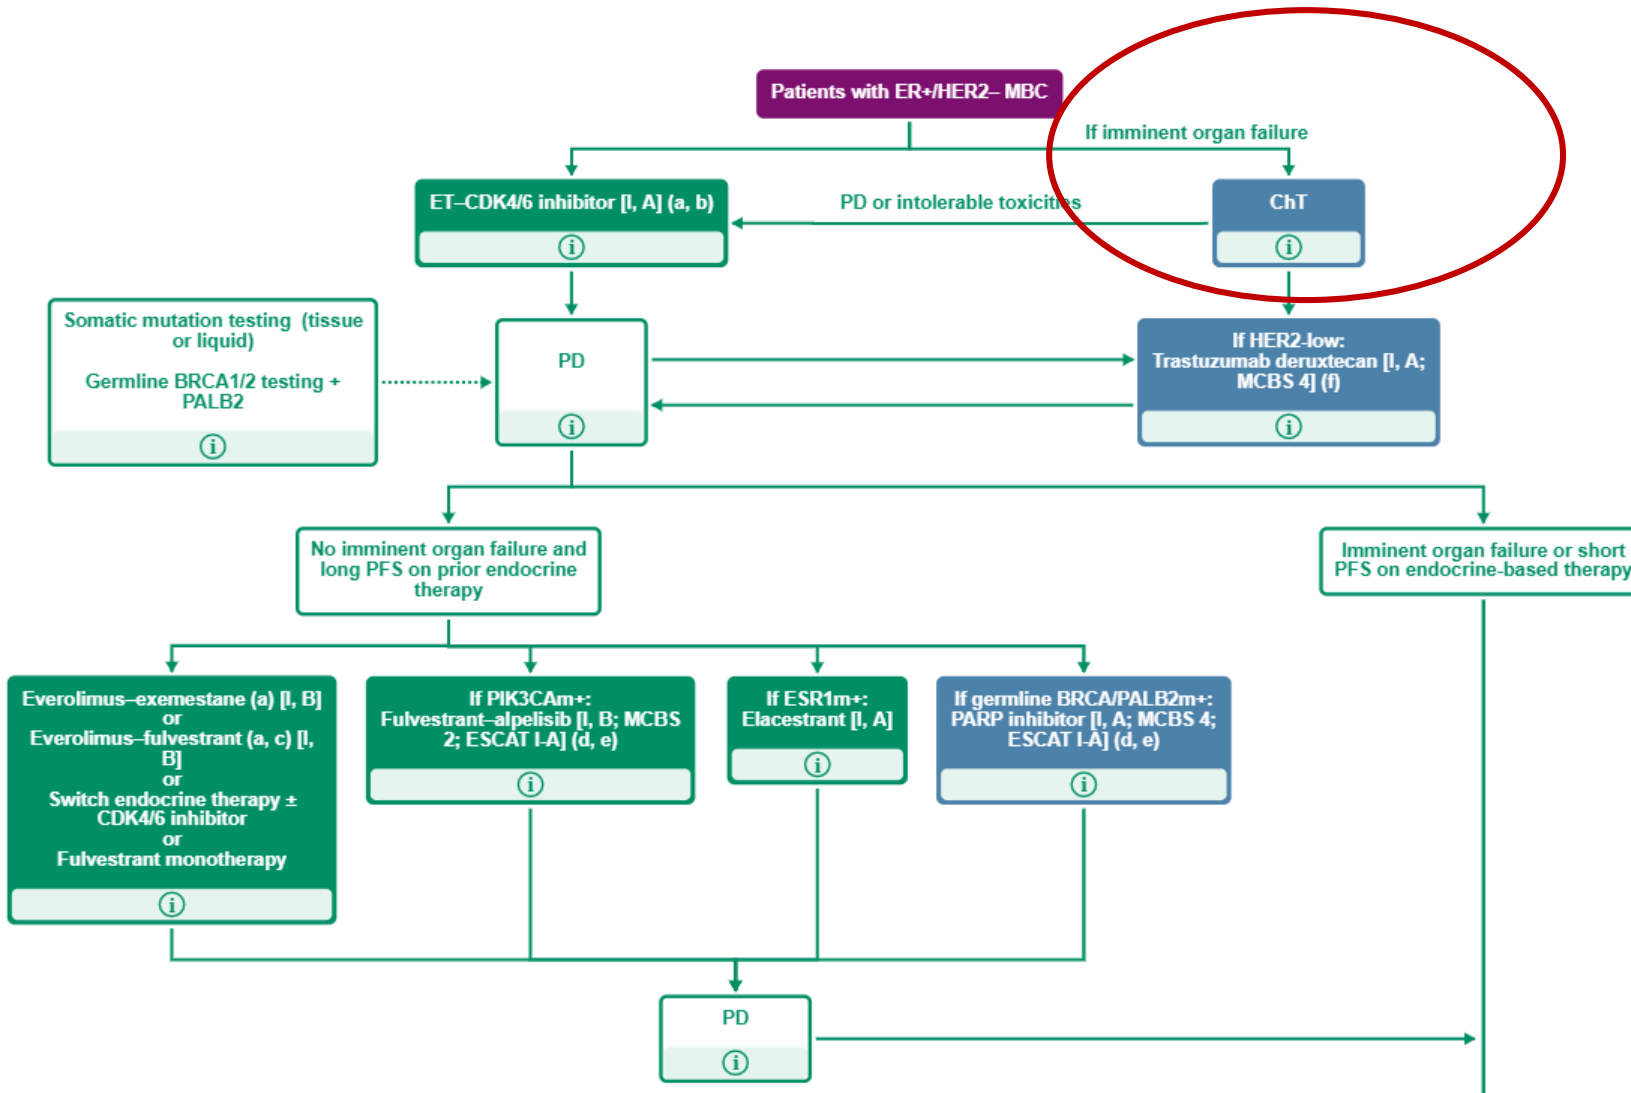 Patients with ER+/HER2– MBC
If imminent organ failure
ET–CDK4/6 inhibitor [I, A] (a, b)
i
PD or intolerable toxicities
ChT
i
Somatic mutation testing (tissue
or liquid)
Germline BRCA1/2 testing +
PALB2
i
PD
i
If HER2-low:
Trastuzumab deruxtecan [I, A;
MCBS 4] (f)
i
No imminent organ failure and
long PFS on prior endocrine
therapy
Imminent organ failure or short
PFS on endocrine-based therapy
Everolimus–exemestane (a) [I, B]
or
Everolimus–fulvestrant (a, c) [I,
B]
or
Switch endocrine therapy ±
CDK4/6 inhibitor
or
Fulvestrant monotherapy
i
If PIK3CAm+:
Fulvestrant–alpelisib [I, B; MCBS
2; ESCAT I-A] (d, e)
i
If ESR1m+:
Elacestrant [I, A]
i
If germline BRCA/PALB2m+:
PARP inhibitor [I, A; MCBS 4;
ESCAT I-A] (d, e)
i
PD
i